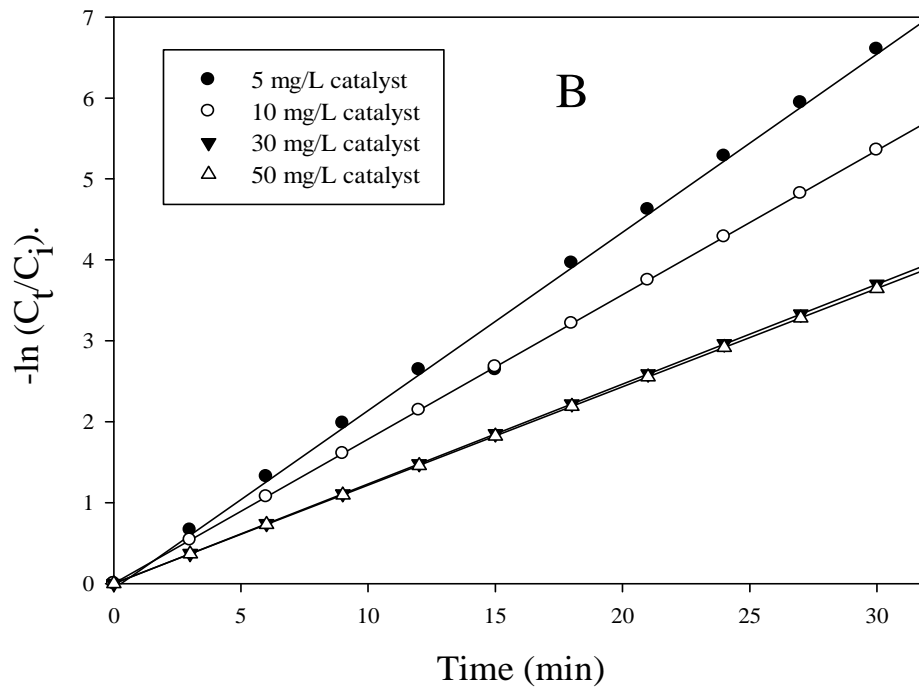 B
5 mg/L catalyst
10 mg/L catalyst
30 mg/L catalyst
50 mg/L catalyst
-ln (Ct/Ci).
7
6
5
4
3
2
1
0
0 5 10 15 20 25 30
Time (min)